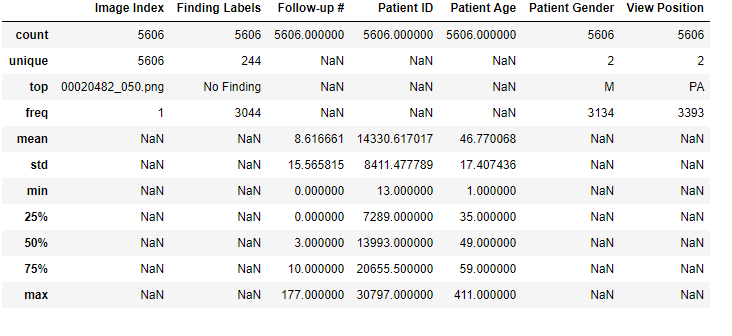 Image Index Finding Labels Follow-up # Patient ID Patient Age Patient Gender View Position
count 5606 5606 5606.000000 5606.000000 5606.000000 5606 5606
unique 5606 244 NaN NaN NaN 2 2
top 00020482_050.png No Finding NaN NaN NaN M PA
freq 1 3044 NaN NaN NaN 3134 3393
mean NaN NaN 8.616661 14330.617017 46.770068 NaN NaN
std NaN NaN 15.565815 8411.477789 17.407436 NaN NaN
min NaN NaN 0.000000 13.000000 1.000000 NaN NaN
25% NaN NaN 0.000000 7289.000000 35.000000 NaN NaN
50% NaN NaN 3.000000 13993.000000 49.000000 NaN NaN
75% NaN NaN 10.000000 20655.500000 59.000000 NaN NaN
max NaN NaN 177.000000 30797.000000 411.000000 NaN NaN